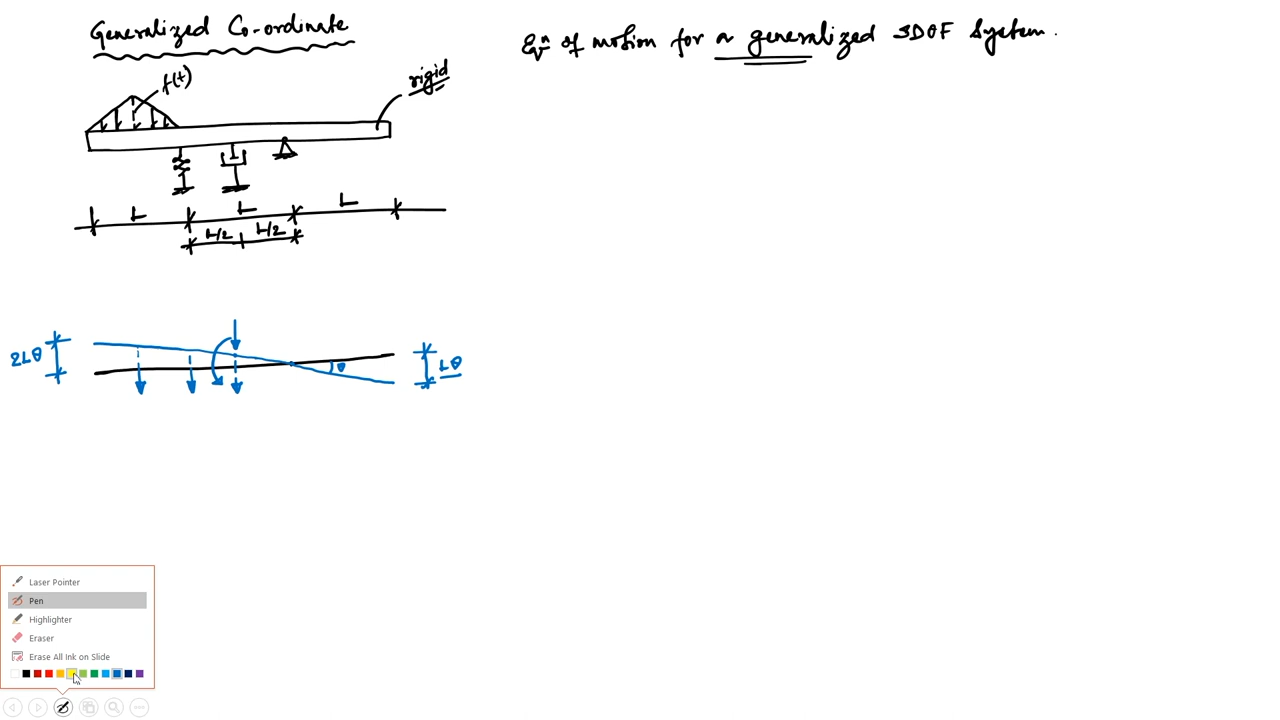 Generalized Co-ordinate
Eqⁿ of motion for a generalized SDOF System.
f(t)
rigid
L L L
L/2 L/2
2Lθ
θ
Lθ
Laser Pointer
Pen
Highlighter
Eraser
Erase All Ink on Slide